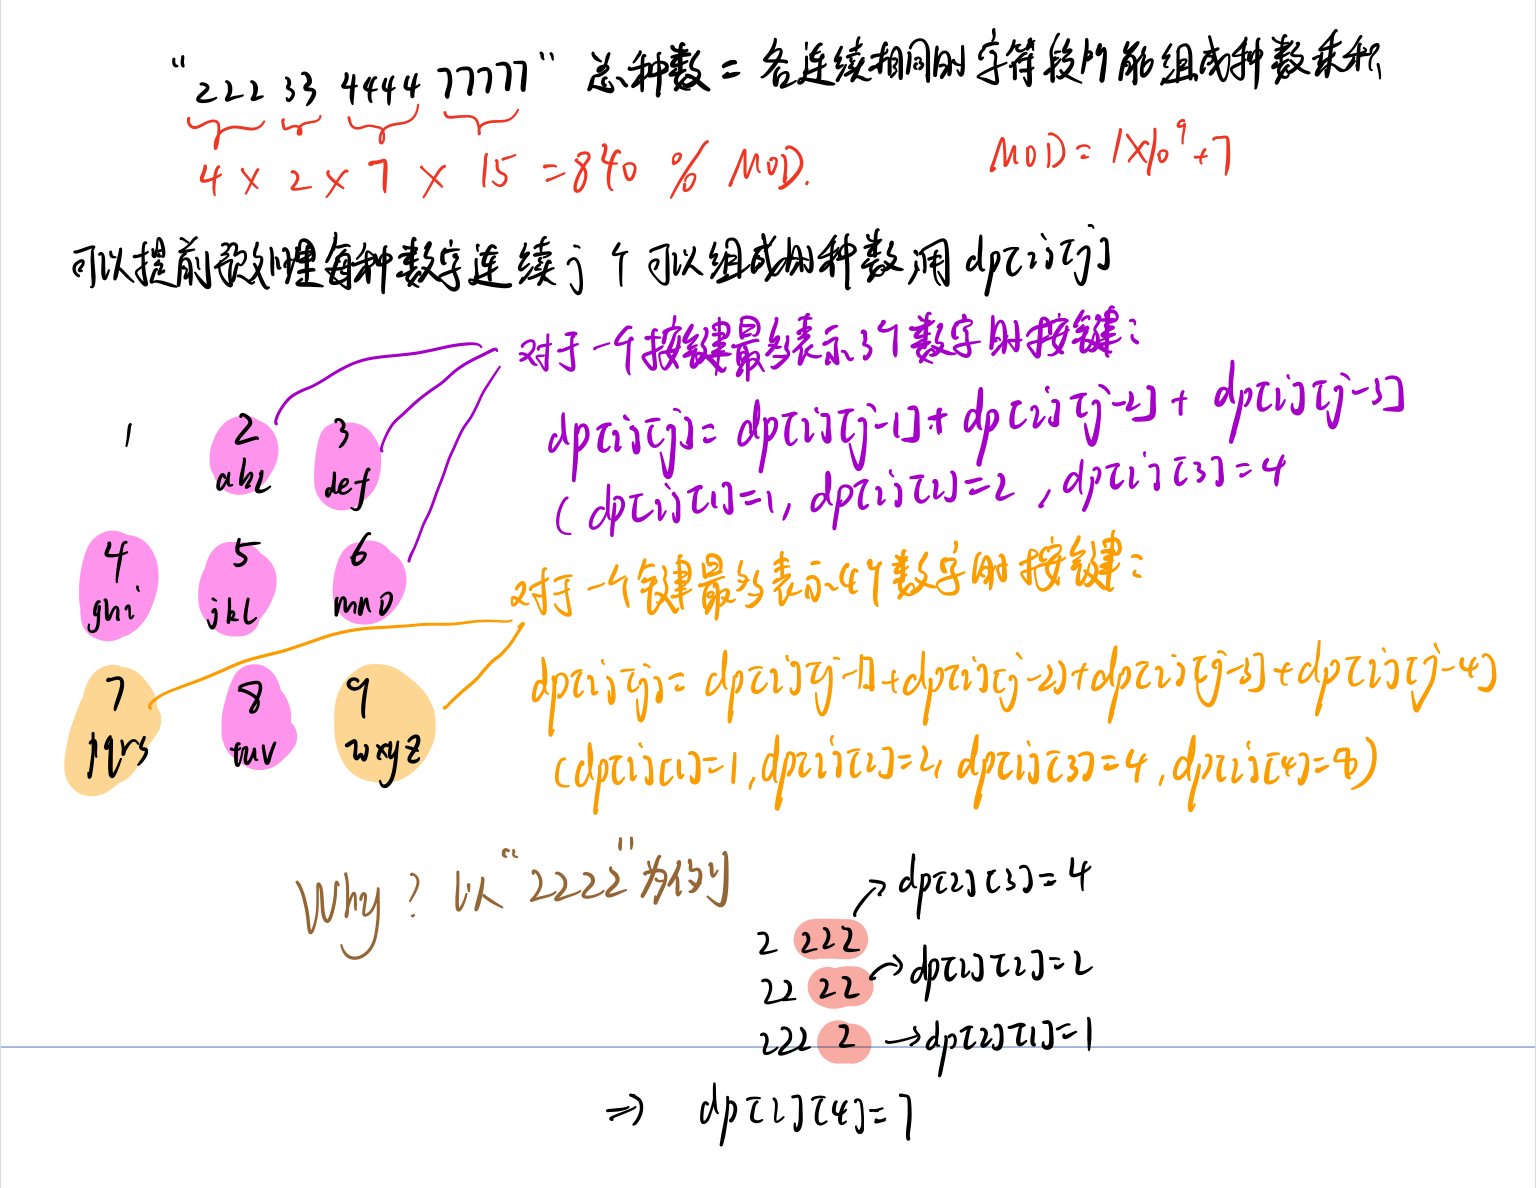 “222 33 4444 77777” 总种数 = 各连续相同的字符段所能组成种数乘积
4 × 2 × 7 × 15 = 840 % MOD. MOD = 1×10^9+7
可以提前预处理每种数字连续 j 个可以组成的种数,用 dp[i][j]
对于一个按键最多表示3个数字的按键:
dp[i][j] = dp[i][j-1] + dp[i][j-2] + dp[i][j-3]
( dp[i][1]=1, dp[i][2]=2, dp[i][3]=4
1 2 3
abc def
4 5 6
ghi jkl mno
对于一个键最多表示4个数字的按键:
dp[i][j] = dp[i][j-1]+dp[i][j-2]+dp[i][j-3]+dp[i][j-4]
7 8 9
pqrs tuv wxyz
(dp[i][1]=1, dp[i][2]=2, dp[i][3]=4, dp[i][4]=8)
Why? 以“2222”为例
2 222 → dp[2][3]=4
22 22 → dp[2][2]=2
222 2 → dp[2][1]=1
⇒ dp[2][4]=7